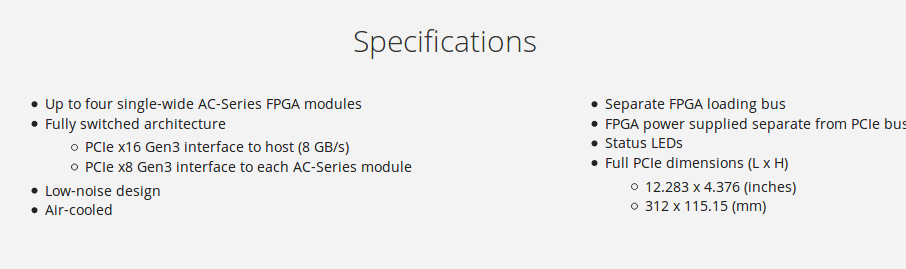 Specifications
Up to four single-wide AC-Series FPGA modules
Fully switched architecture
PCIe x16 Gen3 interface to host (8 GB/s)
PCIe x8 Gen3 interface to each AC-Series module
Low-noise design
Air-cooled
Separate FPGA loading bus
FPGA power supplied separate from PCIe bus
Status LEDs
Full PCIe dimensions (L x H)
12.283 x 4.376 (inches)
312 x 115.15 (mm)